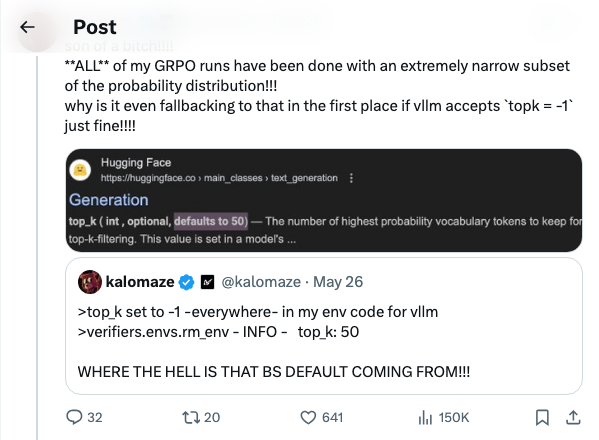 Post
son of a bitch!!!!
**ALL** of my GRPO runs have been done with an extremely narrow subset
of the probability distribution!!!
why is it even fallbacking to that in the first place if vllm accepts `topk = -1`
just fine!!!!
Hugging Face
https://huggingface.co › main_classes › text_generation
Generation
top_k ( int , optional, defaults to 50) — The number of highest probability vocabulary tokens to keep for
top-k-filtering. This value is set in a model's ...
kalomaze @kalomaze · May 26
>top_k set to -1 -everywhere- in my env code for vllm
>verifiers.envs.rm_env - INFO - top_k: 50
WHERE THE HELL IS THAT BS DEFAULT COMING FROM!!!
32 20 641 150K